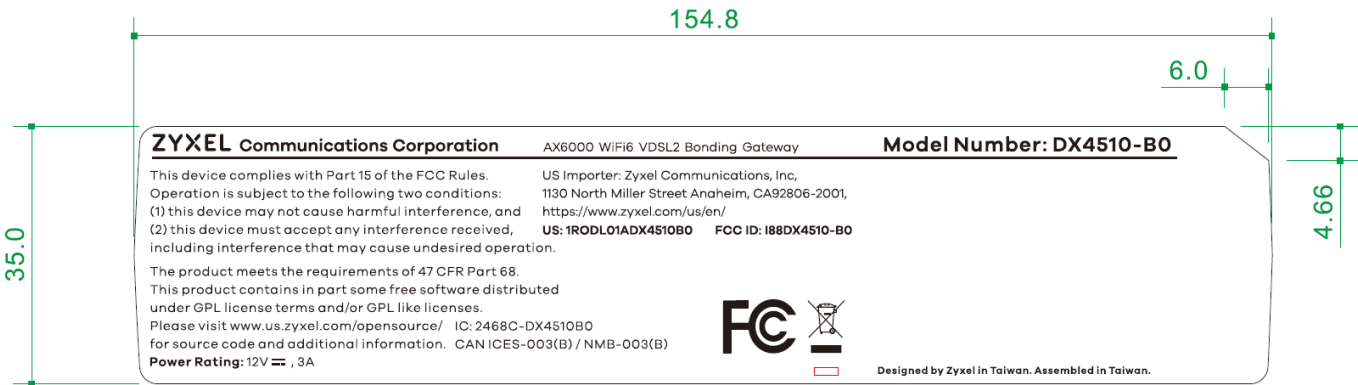 154.8
6.0
ZYXEL Communications Corporation AX6000 WiFi6 VDSL2 Bonding Gateway Model Number: DX4510-B0
This device complies with Part 15 of the FCC Rules.
Operation is subject to the following two conditions:
(1) this device may not cause harmful interference, and
(2) this device must accept any interference received,
including interference that may cause undesired operation.
US Importer: Zyxel Communications, Inc,
1130 North Miller Street Anaheim, CA92806-2001,
https://www.zyxel.com/us/en/
US: 1RODL01ADX4510B0 FCC ID: I88DX4510-B0
The product meets the requirements of 47 CFR Part 68.
This product contains in part some free software distributed
under GPL license terms and/or GPL like licenses.
Please visit www.us.zyxel.com/opensource/ IC: 2468C-DX4510B0
for source code and additional information. CAN ICES-003(B) / NMB-003(B)
Power Rating: 12V ⎓ , 3A
FC
Designed by Zyxel in Taiwan. Assembled in Taiwan.
35.0
4.66